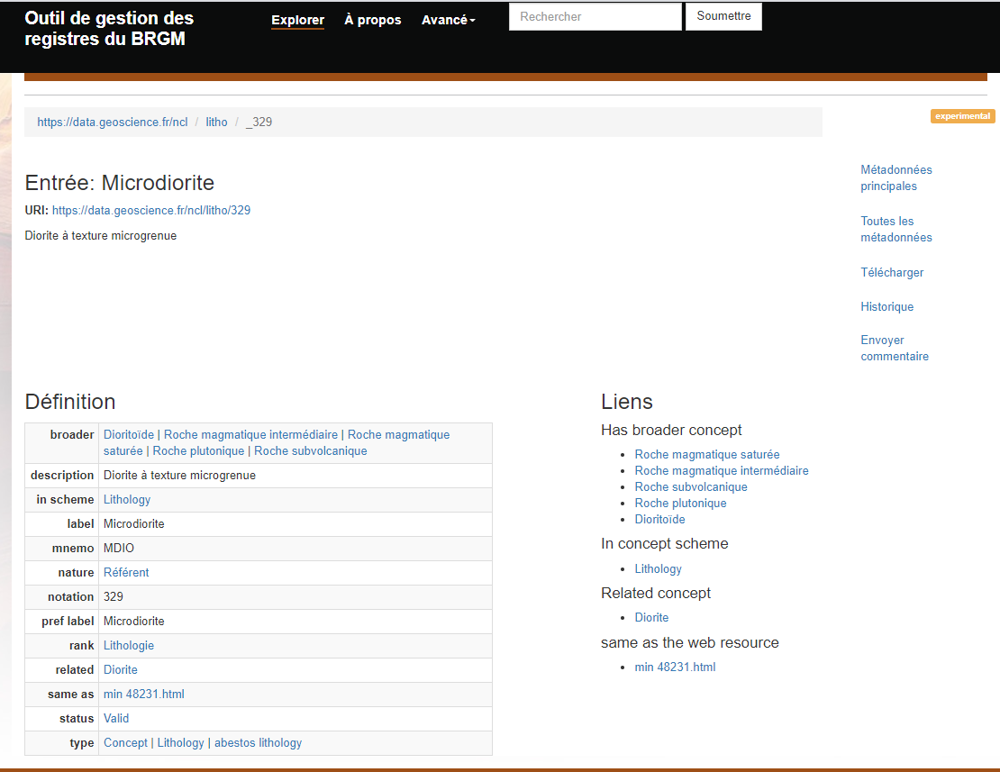 Outil de gestion des
registres du BRGM
Explorer À propos Avancé
Rechercher Soumettre
https://data.geoscience.fr/ncl / litho / _329
experimental
Entrée: Microdiorite
URI: https://data.geoscience.fr/ncl/litho/329
Diorite à texture microgrenue
Métadonnées
principales
Toutes les
métadonnées
Télécharger
Historique
Envoyer
commentaire
Définition
broader Dioritoïde | Roche magmatique intermédiaire | Roche magmatique
saturée | Roche plutonique | Roche subvolcanique
description Diorite à texture microgrenue
in scheme Lithology
label Microdiorite
mnemo MDIO
nature Référent
notation 329
pref label Microdiorite
rank Lithologie
related Diorite
same as min 48231.html
status Valid
type Concept | Lithology | abestos lithology
Liens
Has broader concept
Roche magmatique saturée
Roche magmatique intermédiaire
Roche subvolcanique
Roche plutonique
Dioritoïde
In concept scheme
Lithology
Related concept
Diorite
same as the web resource
min 48231.html